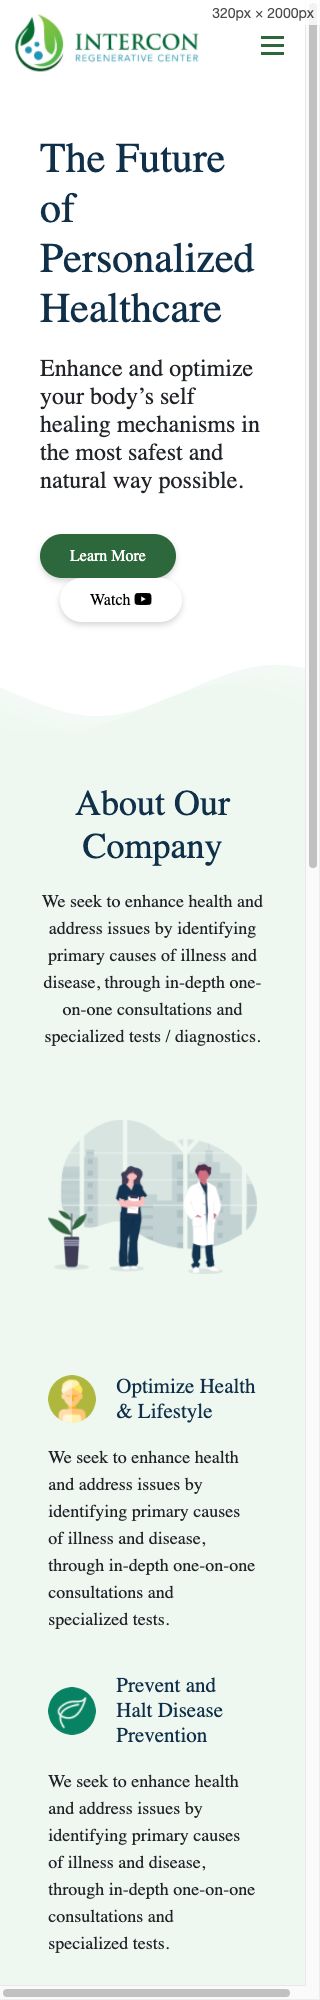 320px × 2000px
INTERCON
REGENERATIVE CENTER
The Future
of
Personalized
Healthcare
Enhance and optimize
your body’s self
healing mechanisms in
the most safest and
natural way possible.
Learn More
Watch
About Our
Company
We seek to enhance health and
address issues by identifying
primary causes of illness and
disease, through in-depth one-
on-one consultations and
specialized tests / diagnostics.
Optimize Health
& Lifestyle
We seek to enhance health
and address issues by
identifying primary causes
of illness and disease,
through in-depth one-on-one
consultations and
specialized tests.
Prevent and
Halt Disease
Prevention
We seek to enhance health
and address issues by
identifying primary causes
of illness and disease,
through in-depth one-on-one
consultations and
specialized tests.